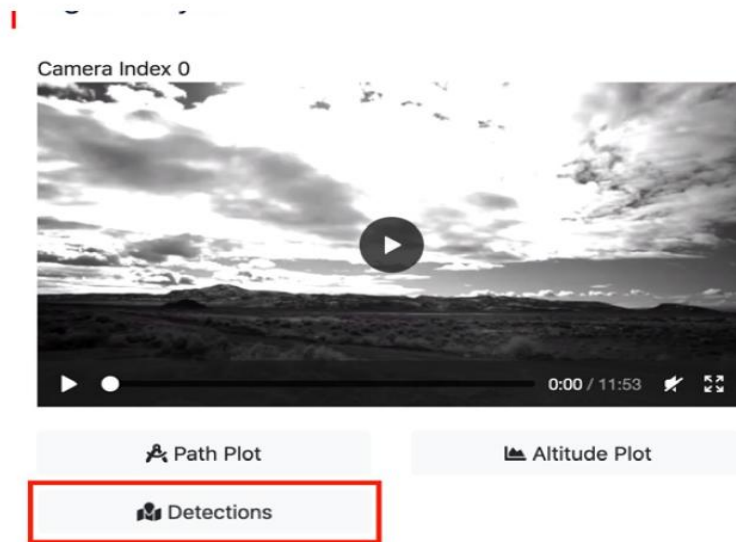 Camera Index 0
0:00 / 11:53
Path Plot
Altitude Plot
Detections